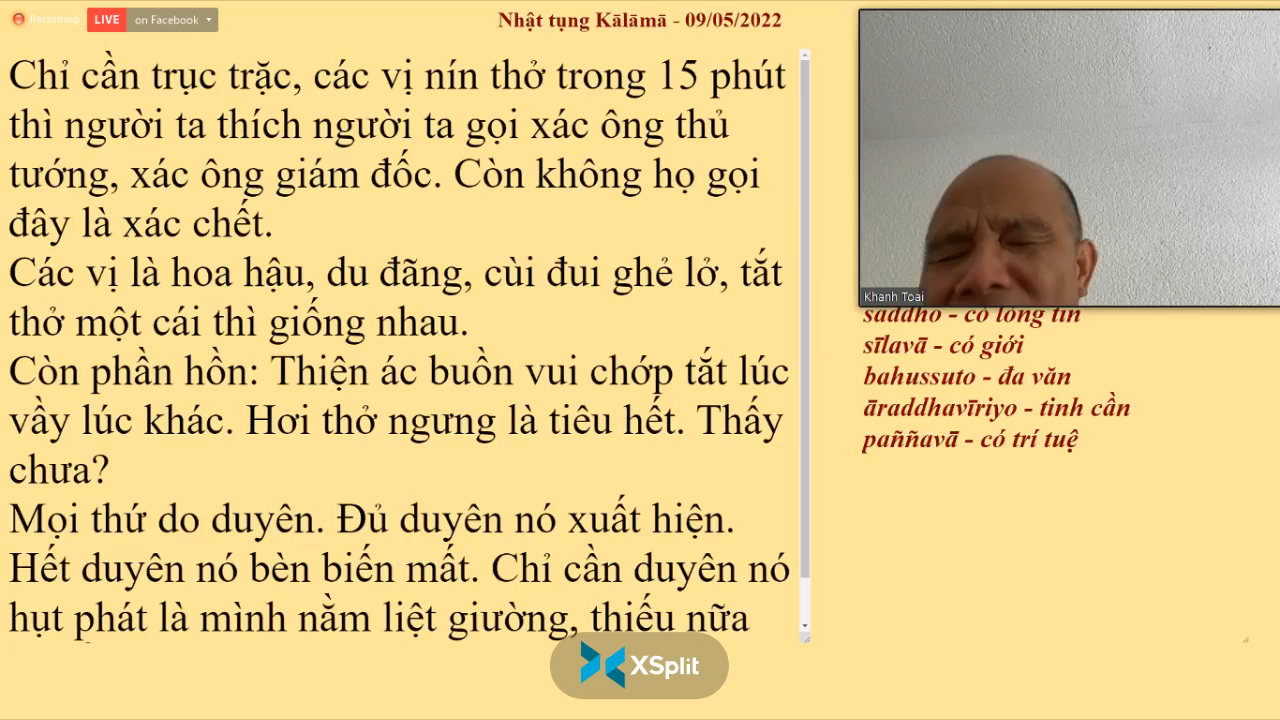 Recording
LIVE on Facebook
Nhật tụng Kālāmā - 09/05/2022
Chỉ cần trục trặc, các vị nín thở trong 15 phút
thì người ta thích người ta gọi xác ông thủ
tướng, xác ông giám đốc. Còn không họ gọi
đây là xác chết.
Các vị là hoa hậu, du đãng, cùi đui ghẻ lở, tắt
thở một cái thì giống nhau.
Còn phần hồn: Thiện ác buồn vui chớp tắt lúc
vầy lúc khác. Hơi thở ngưng là tiêu hết. Thấy
chưa?
Mọi thứ do duyên. Đủ duyên nó xuất hiện.
Hết duyên nó bèn biến mất. Chỉ cần duyên nó
hụt phát là mình nằm liệt giường, thiếu nữa
Khanh Toai
saddho - có lòng tin
sīlavā - có giới
bahussuto - đa văn
āraddhavīriyo - tinh cần
paññavā - có trí tuệ
XSplit